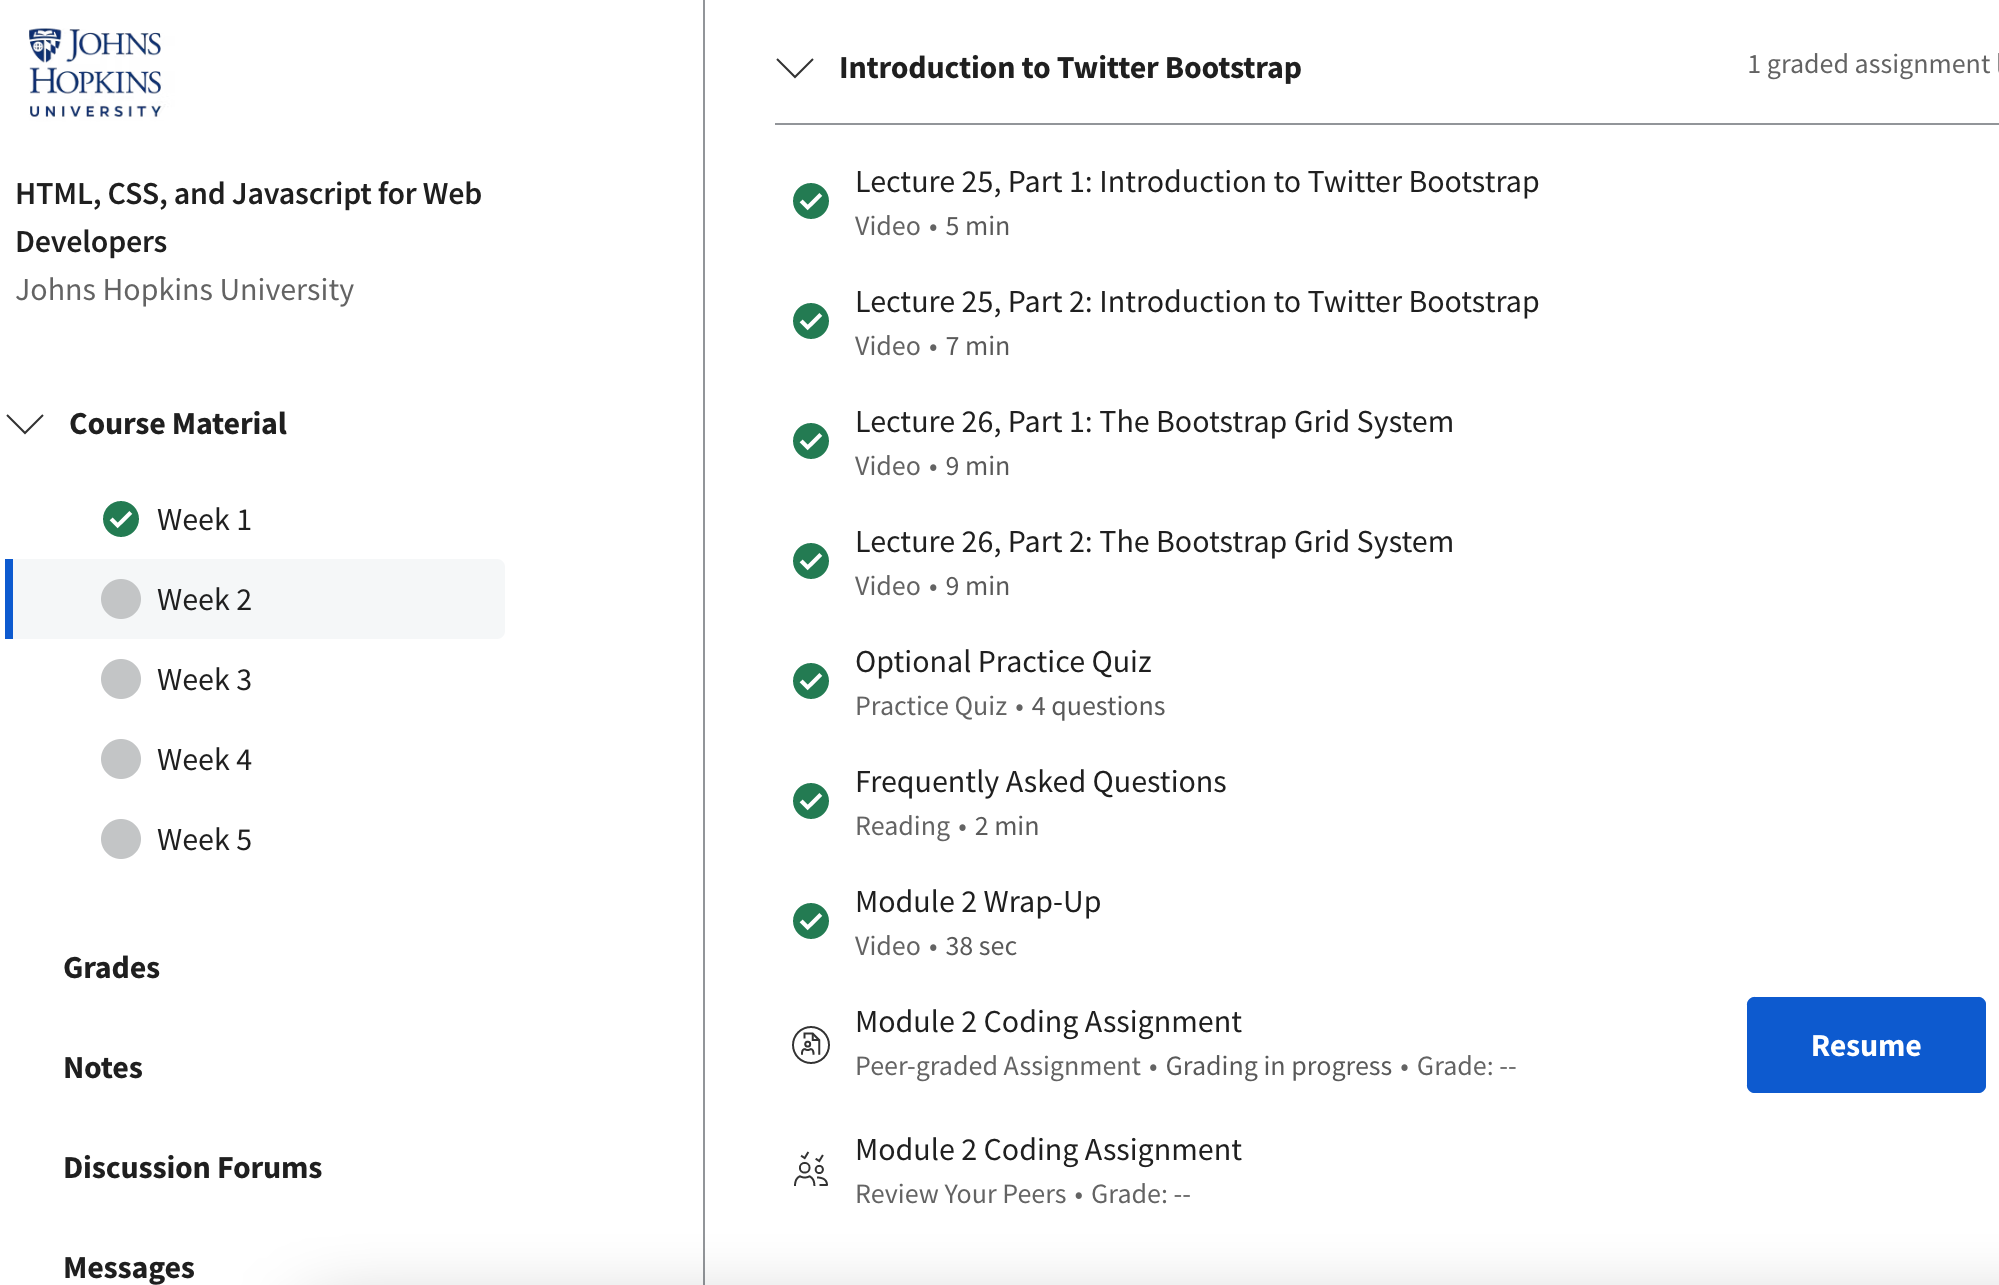 JOHNS
HOPKINS
UNIVERSITY
HTML, CSS, and Javascript for Web
Developers
Johns Hopkins University
Course Material
Week 1
Week 2
Week 3
Week 4
Week 5
Grades
Notes
Discussion Forums
Messages
Introduction to Twitter Bootstrap
1 graded assignment
Lecture 25, Part 1: Introduction to Twitter Bootstrap
Video • 5 min
Lecture 25, Part 2: Introduction to Twitter Bootstrap
Video • 7 min
Lecture 26, Part 1: The Bootstrap Grid System
Video • 9 min
Lecture 26, Part 2: The Bootstrap Grid System
Video • 9 min
Optional Practice Quiz
Practice Quiz • 4 questions
Frequently Asked Questions
Reading • 2 min
Module 2 Wrap-Up
Video • 38 sec
Module 2 Coding Assignment
Peer-graded Assignment • Grading in progress • Grade: --
Resume
Module 2 Coding Assignment
Review Your Peers • Grade: --